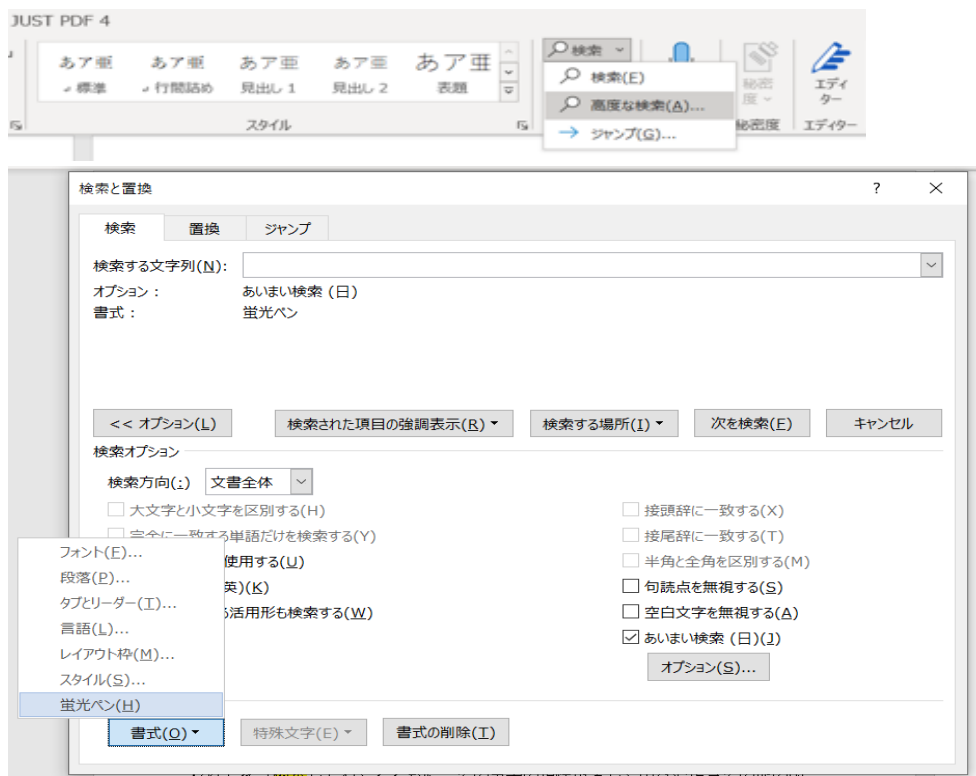 JUST PDF 4
あア亜 あア亜 あア亜 あア亜 あア亜
標準 行間詰め 見出し 1 見出し 2 表題
スタイル
検索
検索(E)
高度な検索(A)...
ジャンプ(G)...
秘密度
秘密度
エディター
エディター
検索と置換
?
検索 置換 ジャンプ
検索する文字列(N):
オプション : あいまい検索 (日)
書式 : 蛍光ペン
<< オプション(L) 検索された項目の強調表示(R) 検索する場所(I) 次を検索(F) キャンセル
検索オプション
検索方向(:) 文書全体
大文字と小文字を区別する(H)
完全に一致する単語だけを検索する(Y)
使用する(U)
英)(K)
活用形も検索する(W)
接頭辞に一致する(X)
接尾辞に一致する(T)
半角と全角を区別する(M)
句読点を無視する(S)
空白文字を無視する(A)
あいまい検索 (日)(J)
オプション(S)...
フォント(F)...
段落(P)...
タブとリーダー(T)...
言語(L)...
レイアウト枠(M)...
スタイル(S)...
蛍光ペン(H)
書式(O) 特殊文字(E) 書式の削除(T)